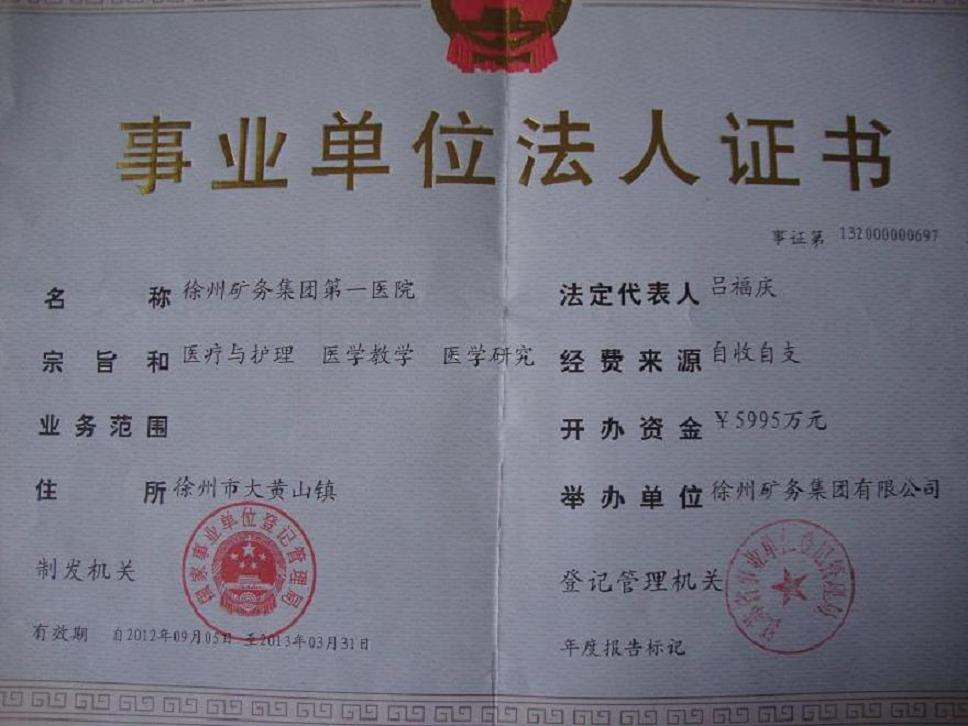 事业单位法人证书
事证第 132000000697
名称 徐州矿务集团第一医院
宗旨和 医疗与护理 医学教学 医学研究
业务范围
住所 徐州市大黄山镇
制发机关
国家事业单位登记管理局
有效期 自2012年09月05日 至2013年03月31日
法定代表人 吕福庆
经费来源 自收自支
开办资金 ￥5995万元
举办单位 徐州矿务集团有限公司
登记管理机关
年度报告标记